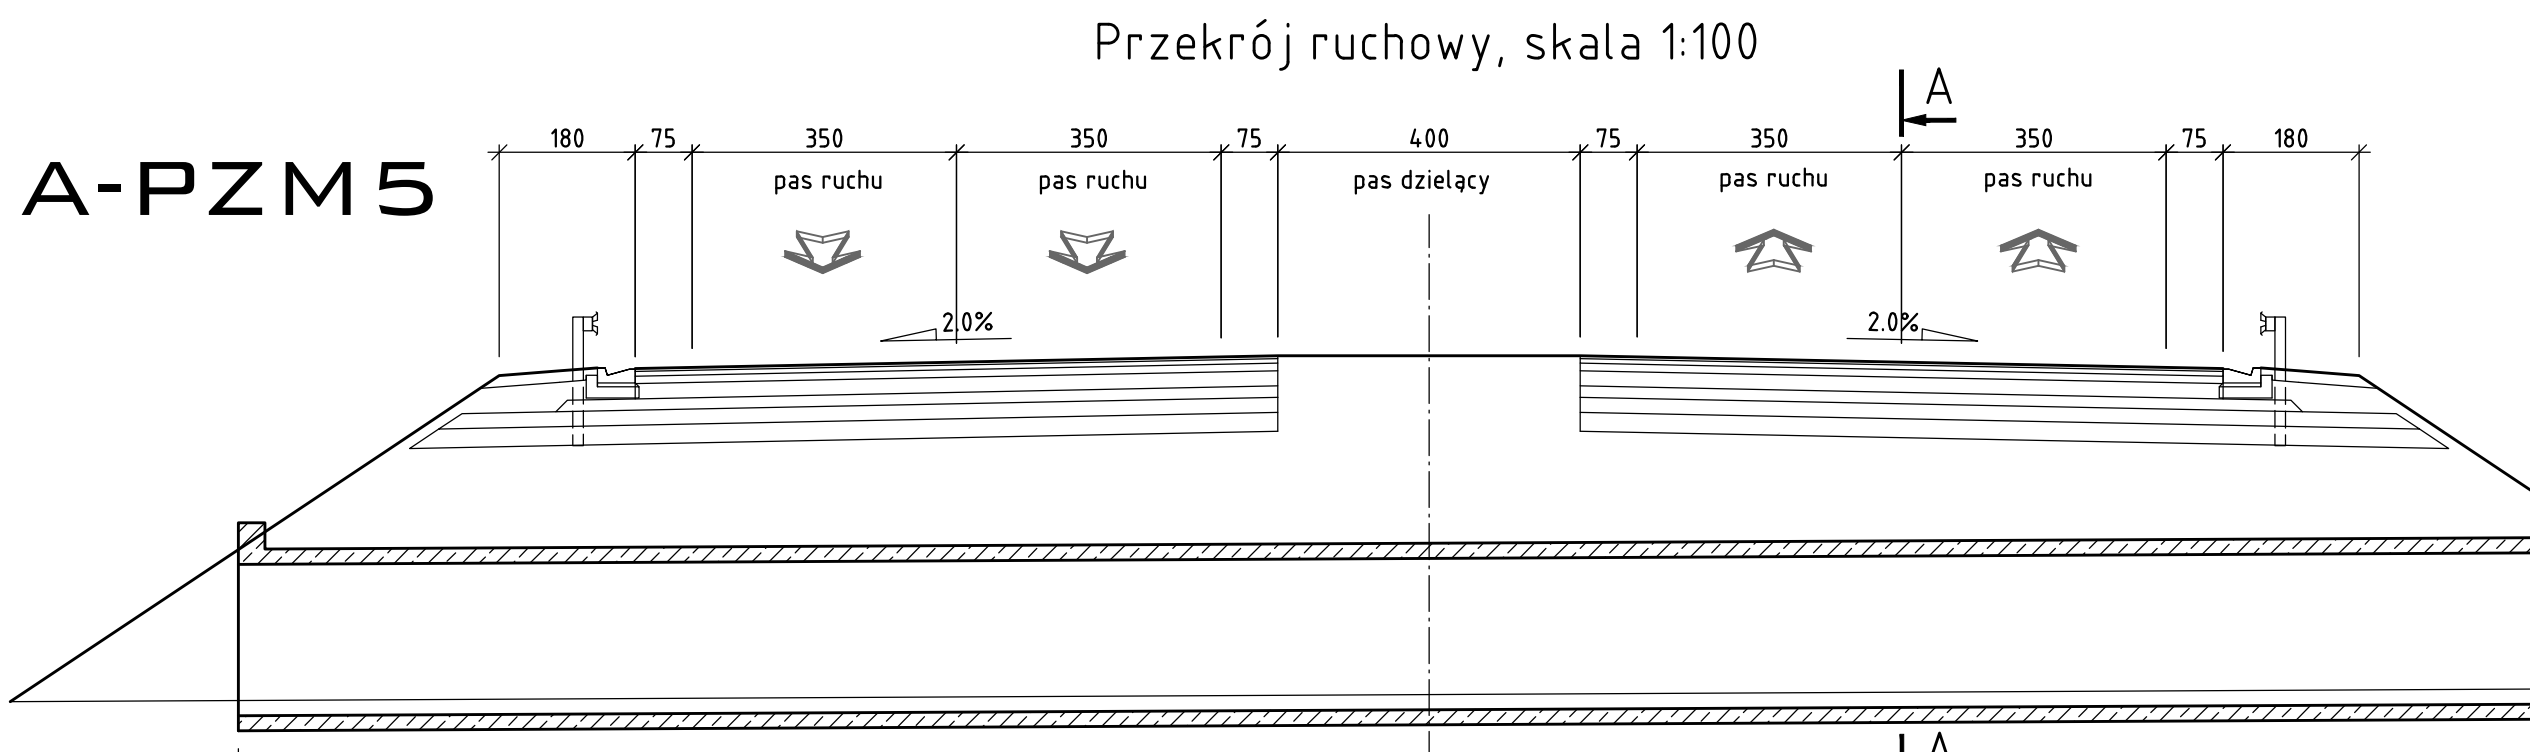 Przekrój ruchowy, skala 1:100
A
180 75 350 350 75 400 75 350 350 75 180
A-PZM5
pas ruchu pas ruchu pas dzielący pas ruchu pas ruchu
2.0% 2.0%
A